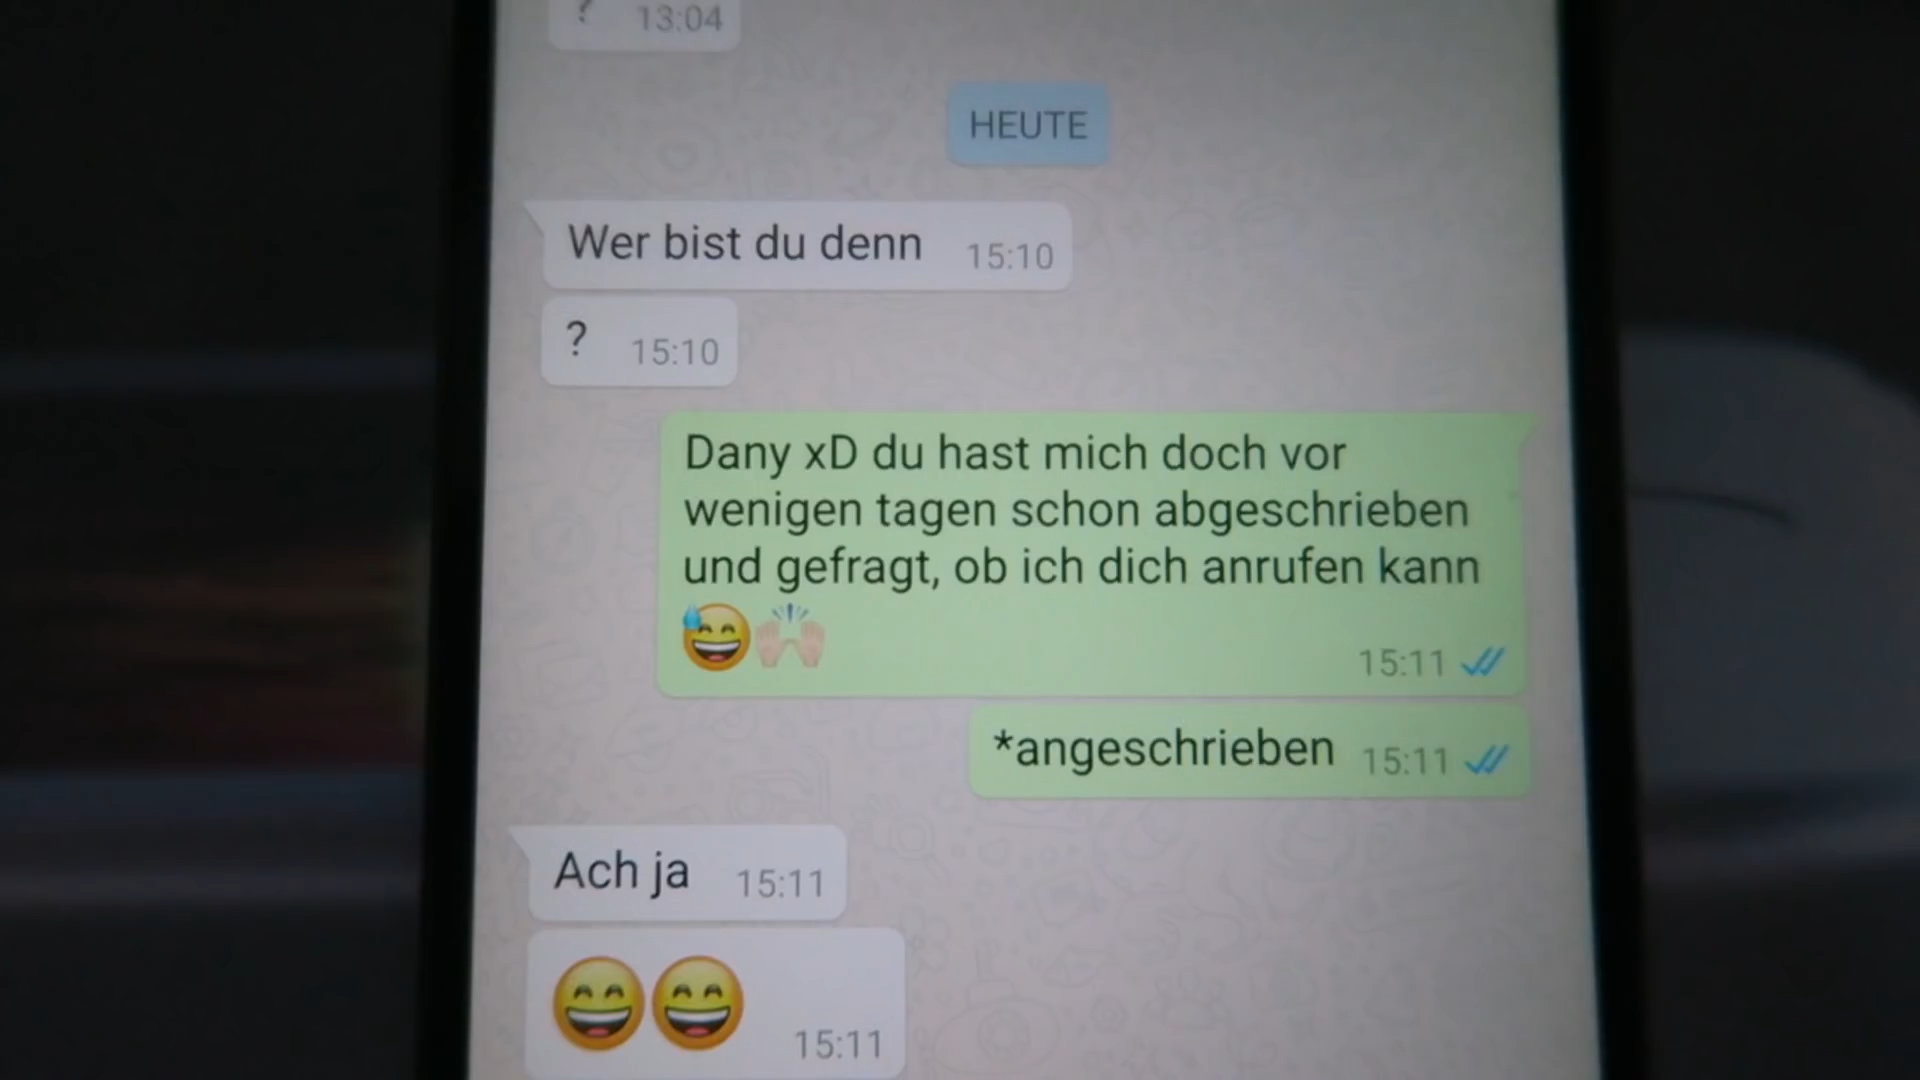 ? 13:04
HEUTE
Wer bist du denn 15:10
? 15:10
Dany xD du hast mich doch vor
wenigen tagen schon abgeschrieben
und gefragt, ob ich dich anrufen kann
😅🙌🏻 15:11
*angeschrieben 15:11
Ach ja 15:11
😄😄 15:11